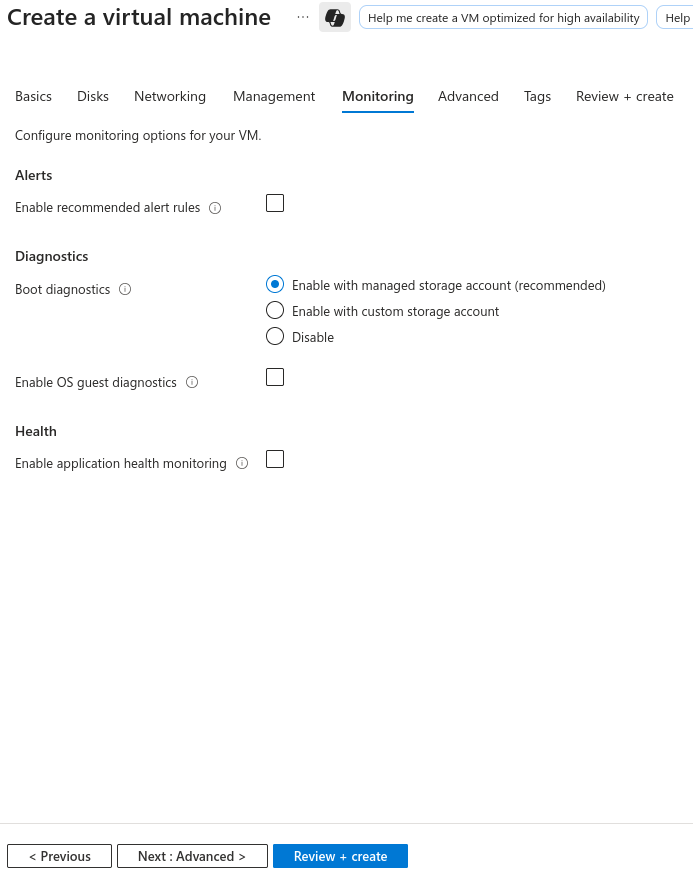 Create a virtual machine ... Help me create a VM optimized for high availability Help
Basics Disks Networking Management Monitoring Advanced Tags Review + create
Configure monitoring options for your VM.
Alerts
Enable recommended alert rules
Diagnostics
Boot diagnostics
Enable with managed storage account (recommended)
Enable with custom storage account
Disable
Enable OS guest diagnostics
Health
Enable application health monitoring
< Previous Next : Advanced > Review + create